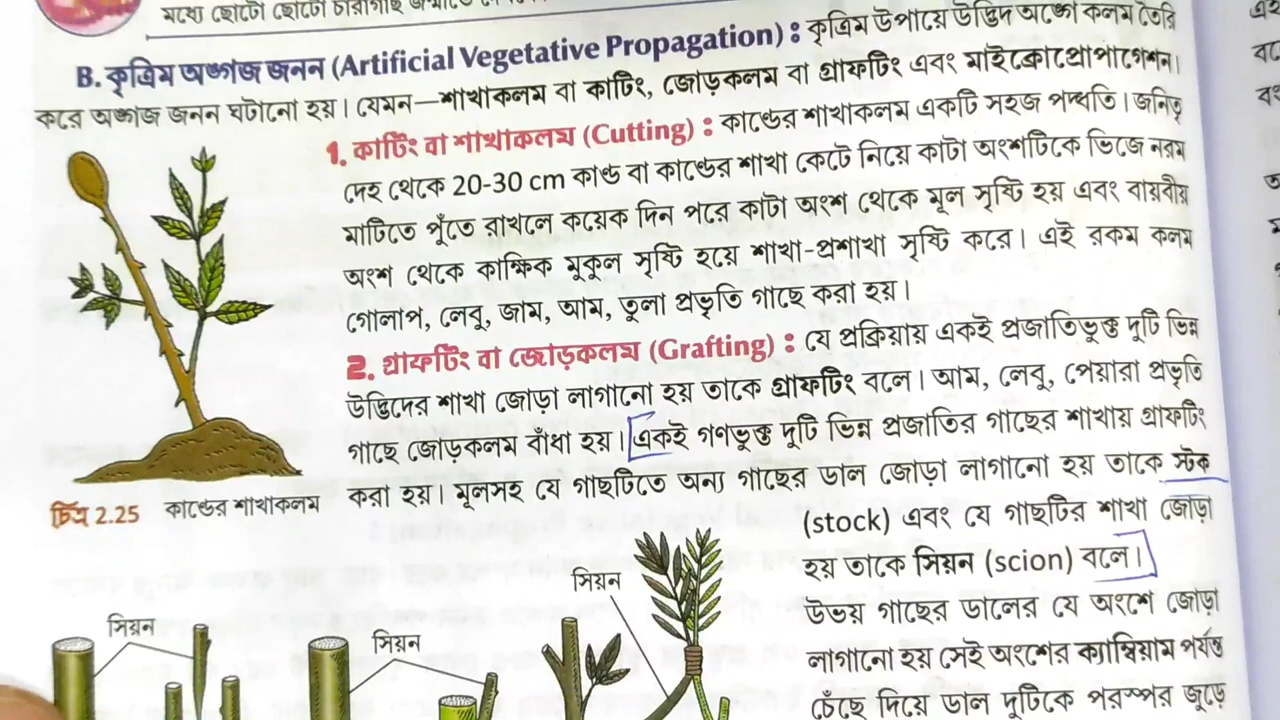 মধ্যে ছোটো ছোটো চারাগাছ
B. কৃত্রিম অঙ্গজ জনন (Artificial Vegetative Propagation) : কৃত্রিম উপায়ে উদ্ভিদ অঙ্গে কলম তৈরি
করে অঙ্গজ জনন ঘটানো হয়। যেমন—শাখাকলম বা কাটিং, জোড়কলম বা গ্রাফটিং এবং মাইক্রোপ্রোপাগেশন।
1. কাটিং বা শাখাকলম (Cutting) : কাণ্ডের শাখাকলম একটি সহজ পদ্ধতি। জনিতৃ
দেহ থেকে 20-30 cm কাণ্ড বা কাণ্ডের শাখা কেটে নিয়ে কাটা অংশটিকে ভিজে নরম
মাটিতে পুঁতে রাখলে কয়েক দিন পরে কাটা অংশ থেকে মূল সৃষ্টি হয় এবং বায়বীয়
অংশ থেকে কাক্ষিক মুকুল সৃষ্টি হয়ে শাখা-প্রশাখা সৃষ্টি করে। এই রকম কলম
গোলাপ, লেবু, জাম, আম, তুলা প্রভৃতি গাছে করা হয়।
2. গ্রাফটিং বা জোড়কলম (Grafting) : যে প্রক্রিয়ায় একই প্রজাতিভুক্ত দুটি ভিন্ন
উদ্ভিদের শাখা জোড়া লাগানো হয় তাকে গ্রাফটিং বলে। আম, লেবু, পেয়ারা প্রভৃতি
গাছে জোড়কলম বাঁধা হয়। একই গণভুক্ত দুটি ভিন্ন প্রজাতির গাছের শাখায় গ্রাফটিং
করা হয়। মূলসহ যে গাছটিতে অন্য গাছের ডাল জোড়া লাগানো হয় তাকে স্টক
চিত্র 2.25 কাণ্ডের শাখাকলম
(stock) এবং যে গাছটির শাখা জোড়া
হয় তাকে সিয়ন (scion) বলে।
উভয় গাছের ডালের যে অংশে জোড়া
লাগানো হয় সেই অংশের ক্যাম্বিয়াম পর্যন্ত
চেঁছে দিয়ে ডাল দুটিকে পরস্পর জুড়ে
সিয়ন
সিয়ন
সিয়ন